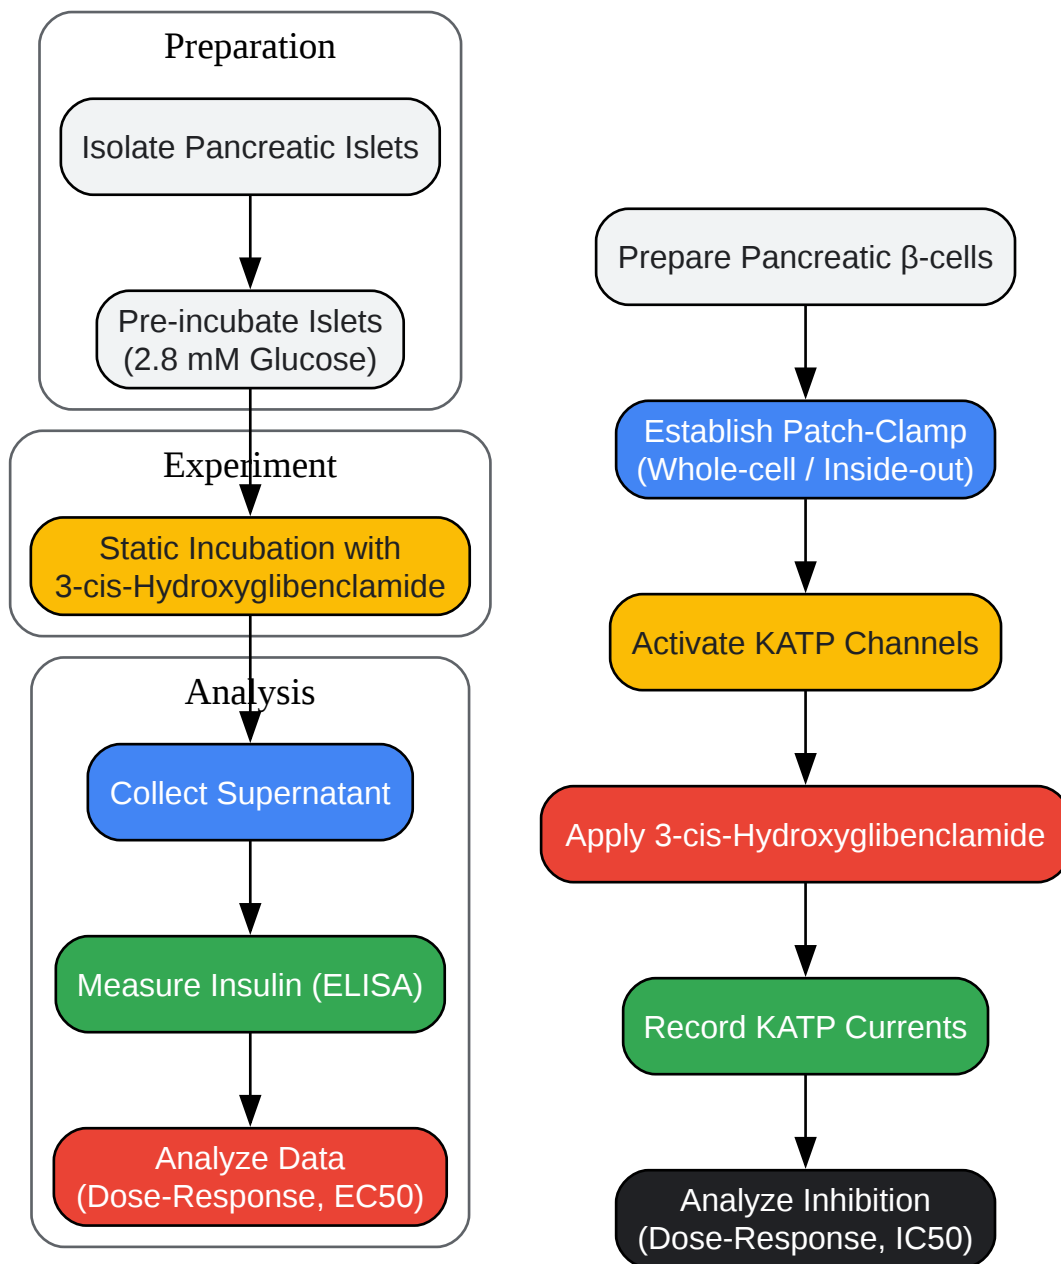 Preparation
Isolate Pancreatic Islets
Pre-incubate Islets
(2.8 mM Glucose)
Experiment
Static Incubation with
3-cis-Hydroxyglibenclamide
Analysis
Collect Supernatant
Measure Insulin (ELISA)
Analyze Data
(Dose-Response, EC50)
Prepare Pancreatic β-cells
Establish Patch-Clamp
(Whole-cell / Inside-out)
Activate KATP Channels
Apply 3-cis-Hydroxyglibenclamide
Record KATP Currents
Analyze Inhibition
(Dose-Response, IC50)